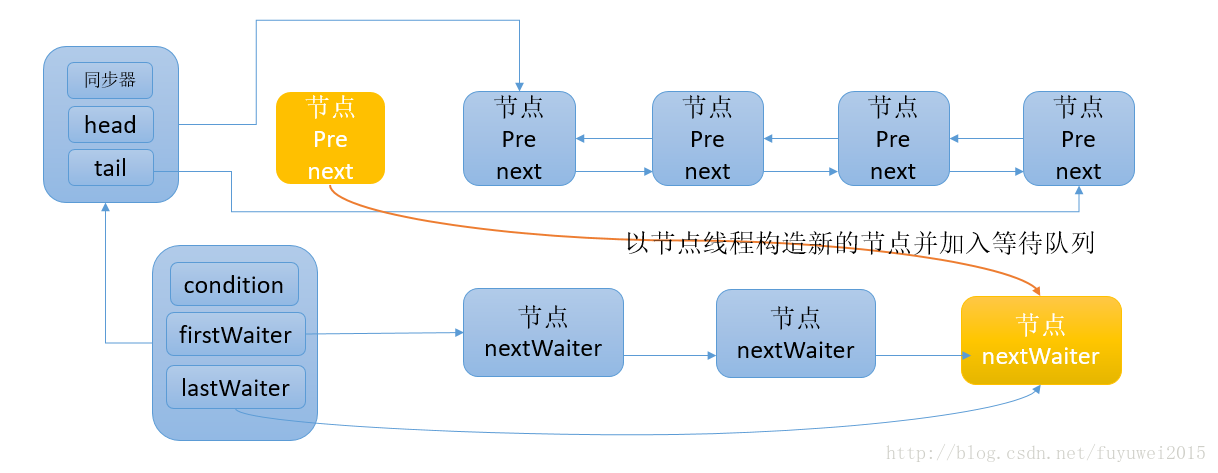 同步器
head
tail
节点
Pre
next
节点
Pre
next
节点
Pre
next
节点
Pre
next
节点
Pre
next
以节点线程构造新的节点并加入等待队列
condition
firstWaiter
lastWaiter
节点
nextWaiter
节点
nextWaiter
节点
nextWaiter
http://blog.csdn.net/fuyuwei2015